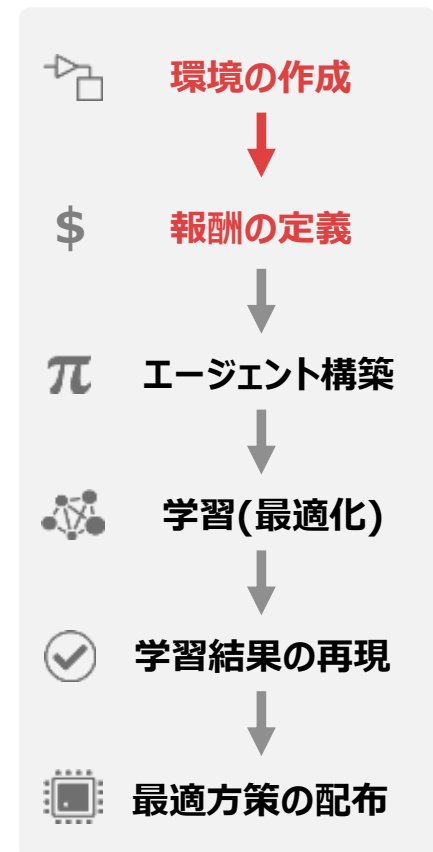 環境の作成
$ 報酬の定義
π エージェント構築
学習(最適化)
学習結果の再現
最適方策の配布